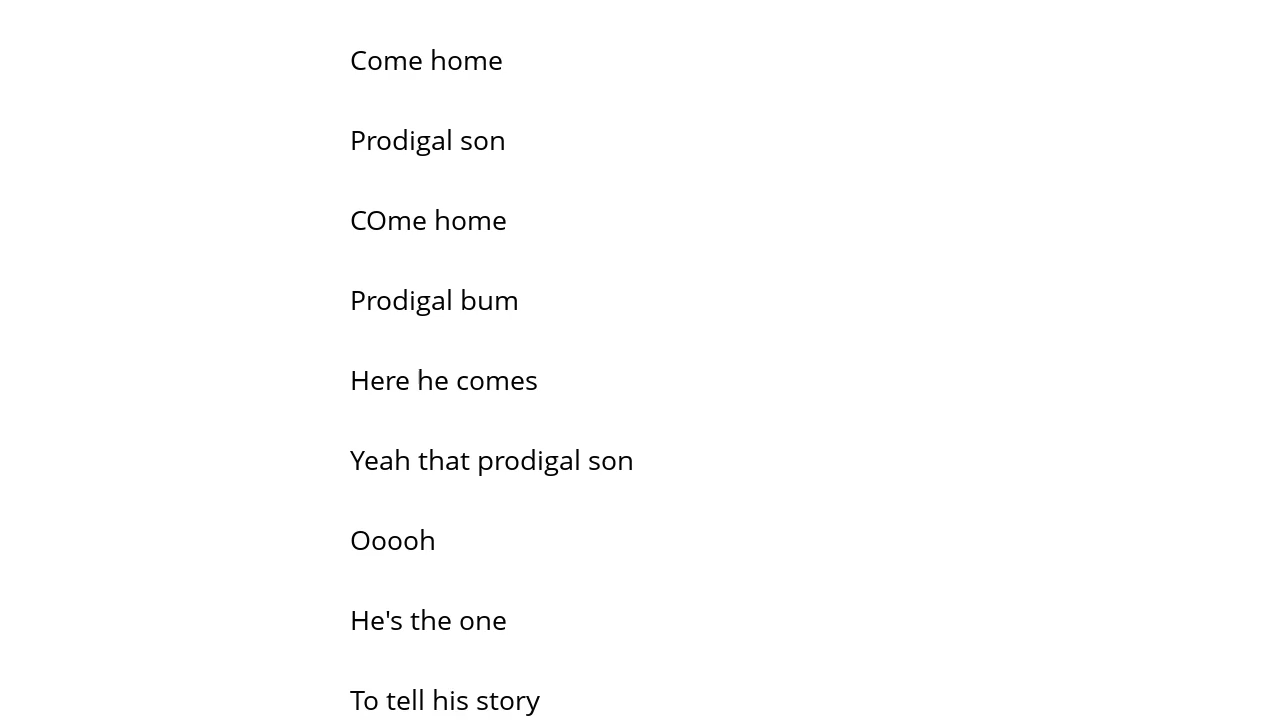 Come home
Prodigal son
COme home
Prodigal bum
Here he comes
Yeah that prodigal son
Ooooh
He's the one
To tell his story